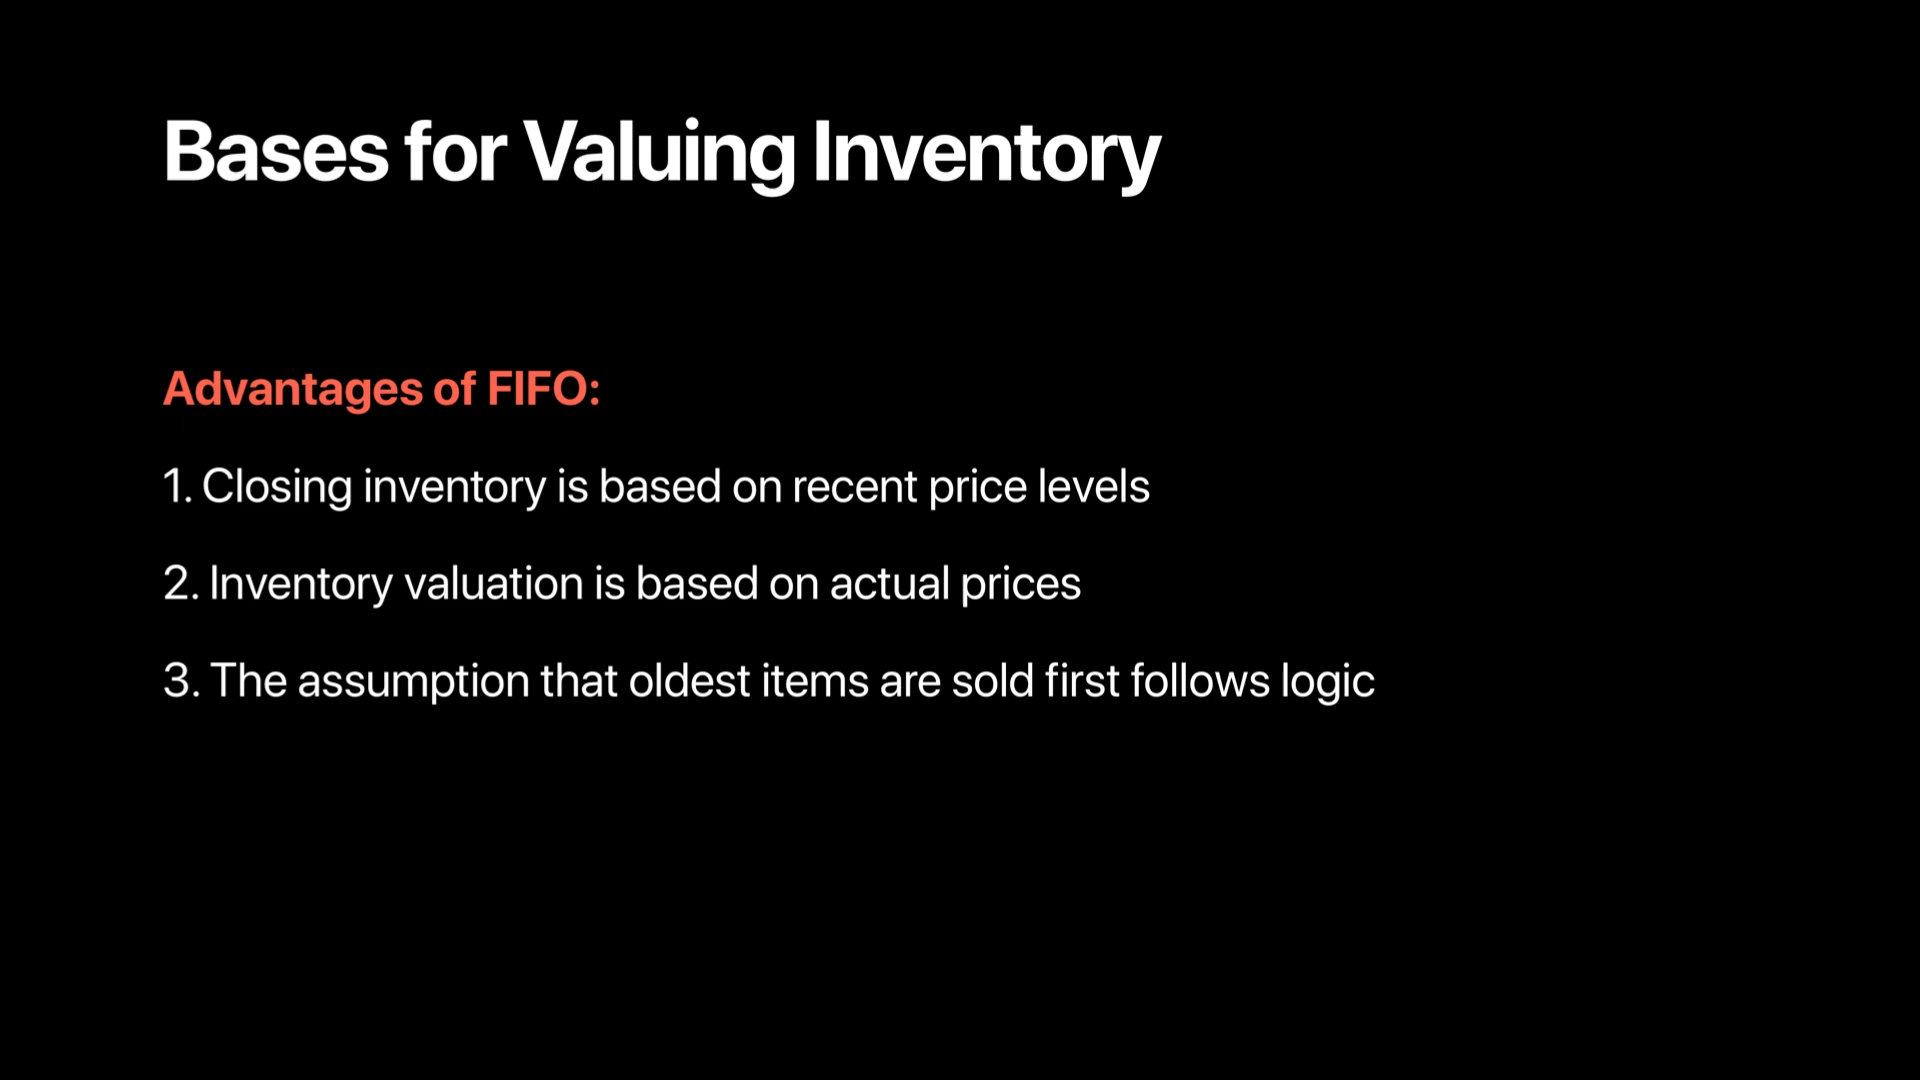 Bases for Valuing Inventory
Advantages of FIFO:
1. Closing inventory is based on recent price levels
2. Inventory valuation is based on actual prices
3. The assumption that oldest items are sold first follows logic